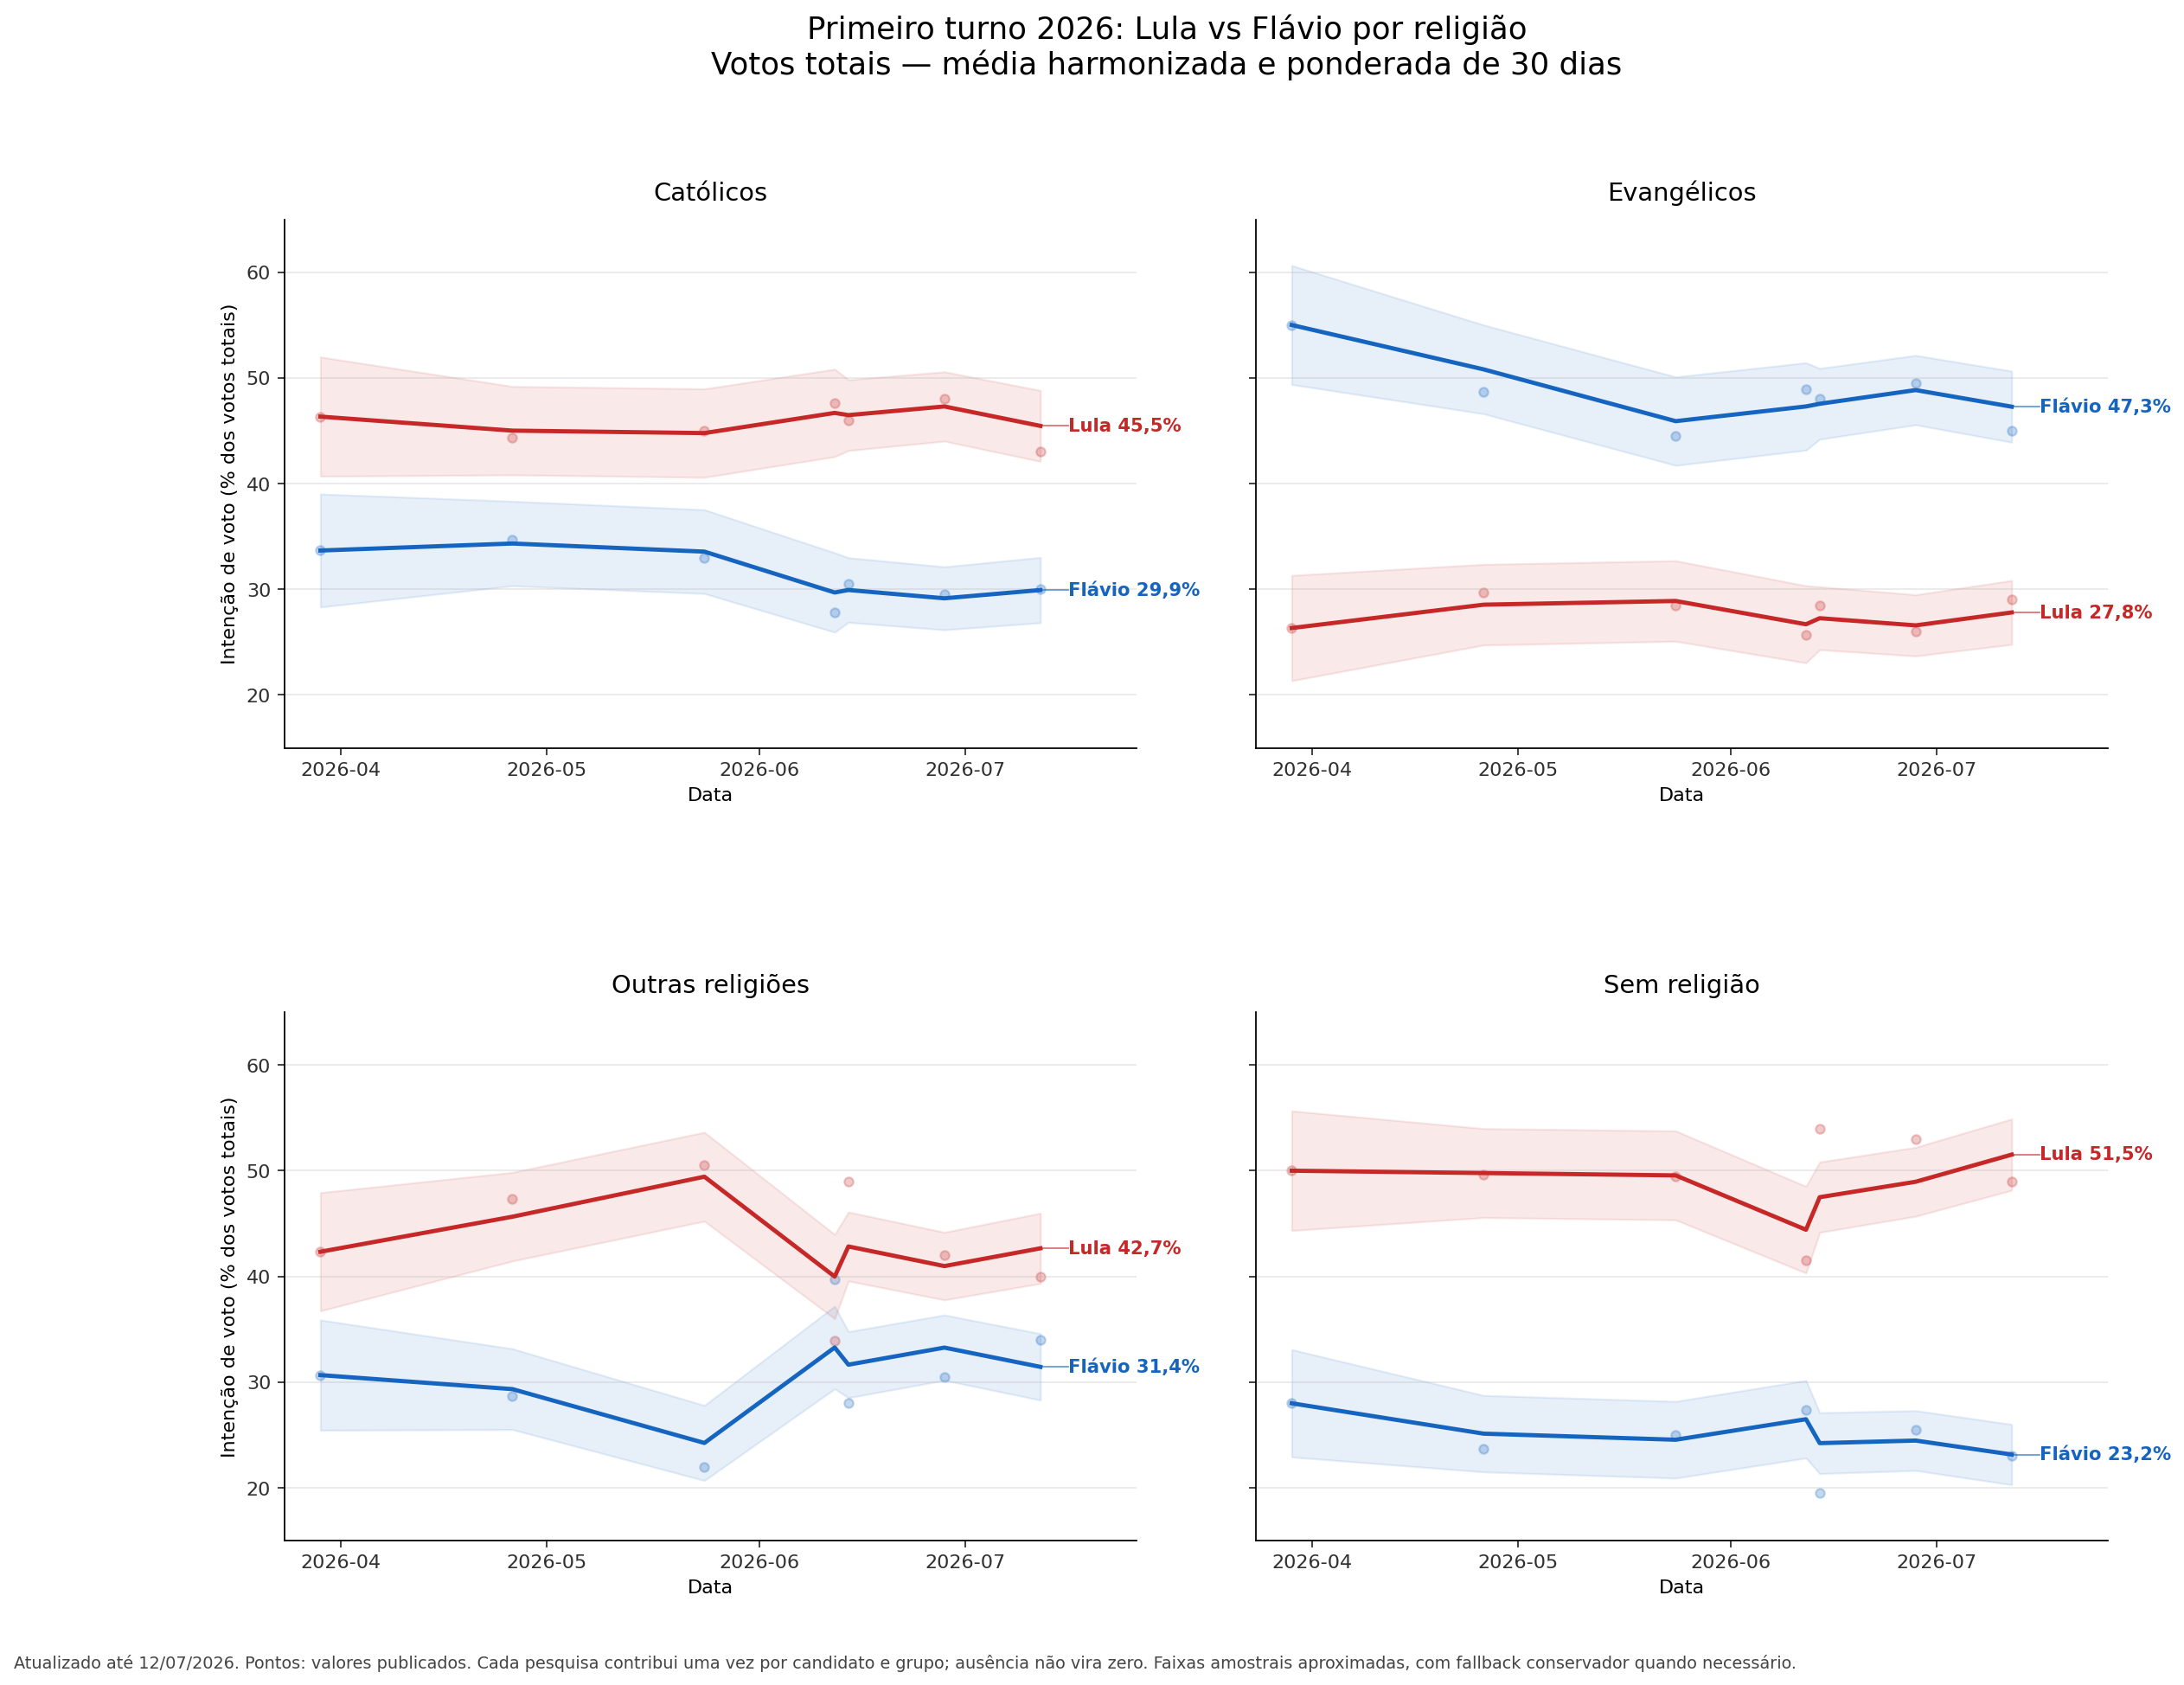 Primeiro turno 2026: Lula vs Flávio por religião
Votos totais — média harmonizada e ponderada de 30 dias
Católicos
Intenção de voto (% dos votos totais)
60
50
40
30
20
Lula 45,5%
Flávio 29,9%
2026-04 2026-05 2026-06 2026-07
Data
Evangélicos
Flávio 47,3%
Lula 27,8%
2026-04 2026-05 2026-06 2026-07
Data
Outras religiões
Intenção de voto (% dos votos totais)
60
50
40
30
20
Lula 42,7%
Flávio 31,4%
2026-04 2026-05 2026-06 2026-07
Data
Sem religião
Lula 51,5%
Flávio 23,2%
2026-04 2026-05 2026-06 2026-07
Data
Atualizado até 12/07/2026. Pontos: valores publicados. Cada pesquisa contribui uma vez por candidato e grupo; ausência não vira zero. Faixas amostrais aproximadas, com fallback conservador quando necessário.